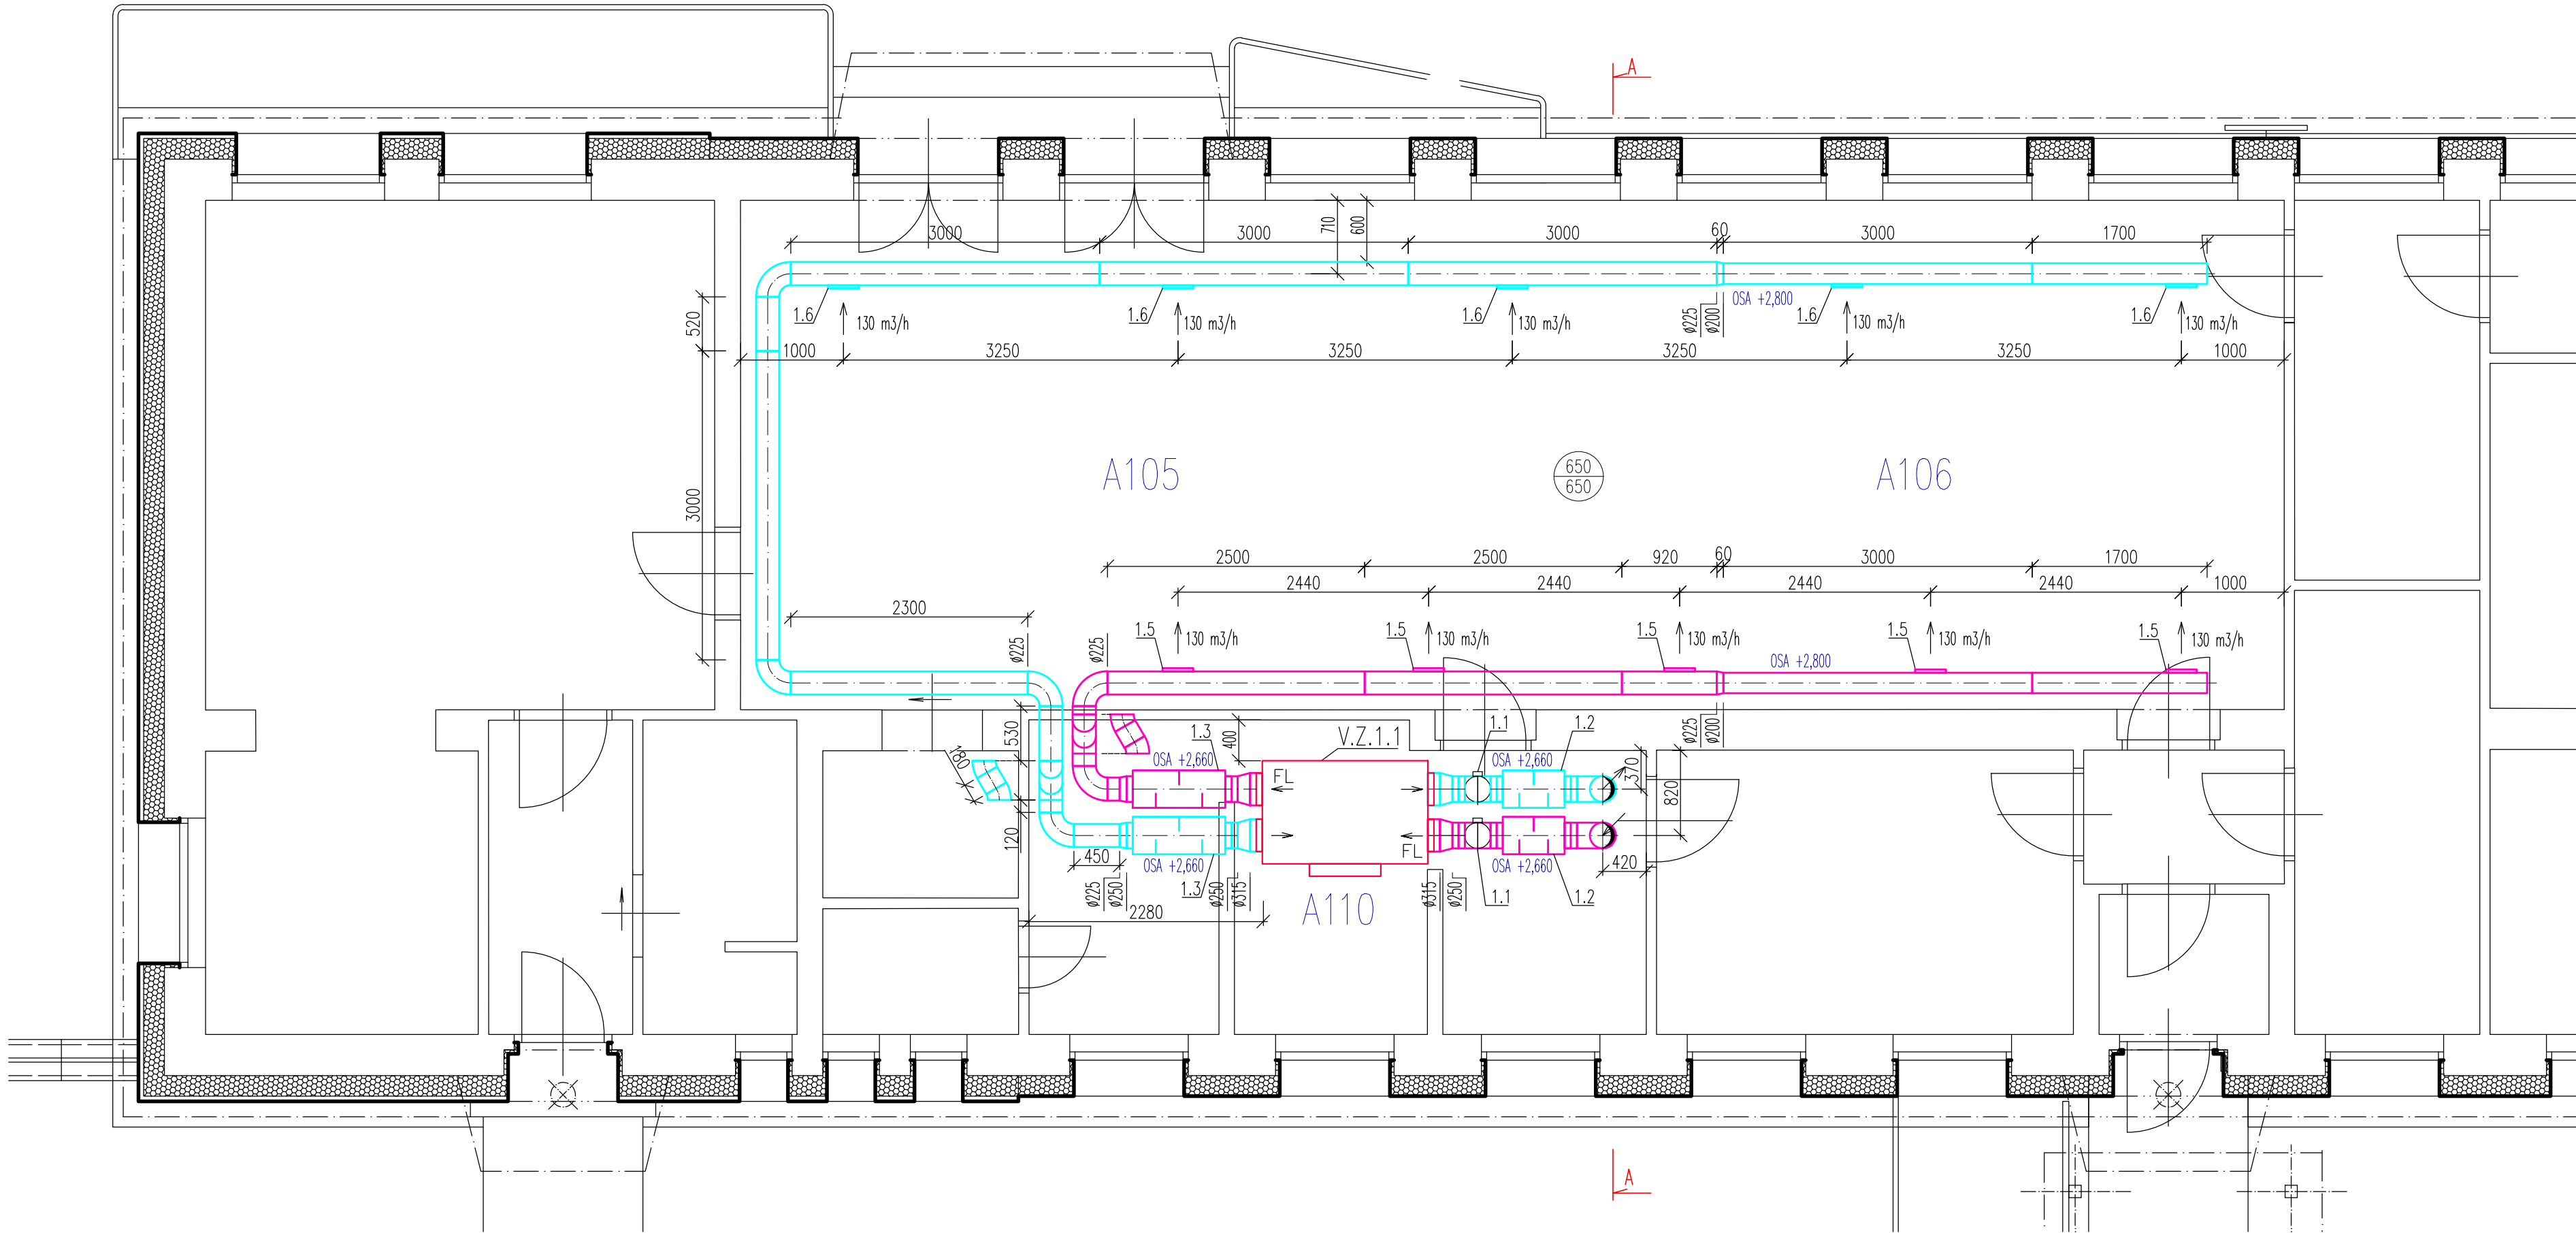 A
710
600
3000
3000
3000
60
3000
1700
OSA +2,800
520
1.6
130 m3/h
1.6
130 m3/h
1.6
130 m3/h
ø225
ø200
1.6
130 m3/h
1.6
130 m3/h
1000
3250
3250
3250
3250
1000
A105
650
650
A106
3000
2500
2500
920
60
3000
1700
2440
2440
2440
2440
1000
2300
ø225
ø225
1.5
130 m3/h
1.5
130 m3/h
1.5
130 m3/h
1.5
130 m3/h
1.5
130 m3/h
OSA +2,800
530
180
1.3
400
V.Z.1.1
1.1
1.2
ø225
ø200
OSA +2,660
OSA +2,660
370
FL
820
120
450
FL
OSA +2,660
1.3
OSA +2,660
420
ø225
ø250
ø250
ø315
ø315
ø250
1.1
1.2
2280
A110
A